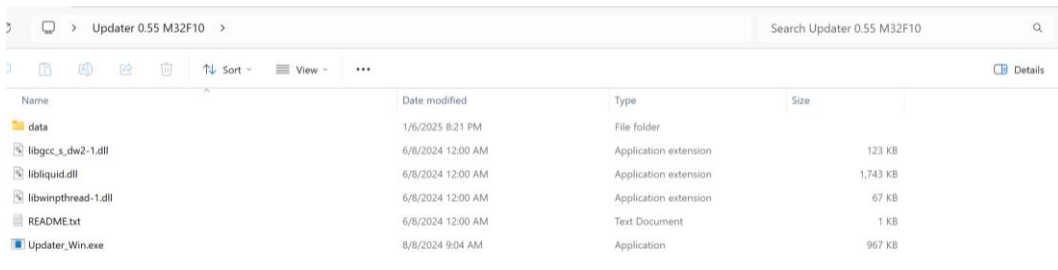 Updater 0.55 M32F10 Search Updater 0.55 M32F10
Sort View Details
Name Date modified Type Size
data 1/6/2025 8:21 PM File folder
libgcc_s_dw2-1.dll 6/8/2024 12:00 AM Application extension 123 KB
libliquid.dll 6/8/2024 12:00 AM Application extension 1,743 KB
libwinpthread-1.dll 6/8/2024 12:00 AM Application extension 67 KB
README.txt 6/8/2024 12:00 AM Text Document 1 KB
Updater_Win.exe 8/8/2024 9:04 AM Application 967 KB